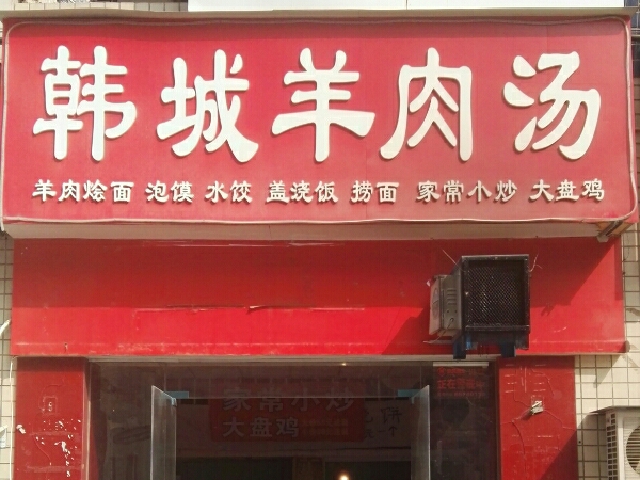 韩城羊肉汤
羊肉烩面 泡馍 水饺 盖浇饭 捞面 家常小炒 大盘鸡
家常小炒
大盘鸡